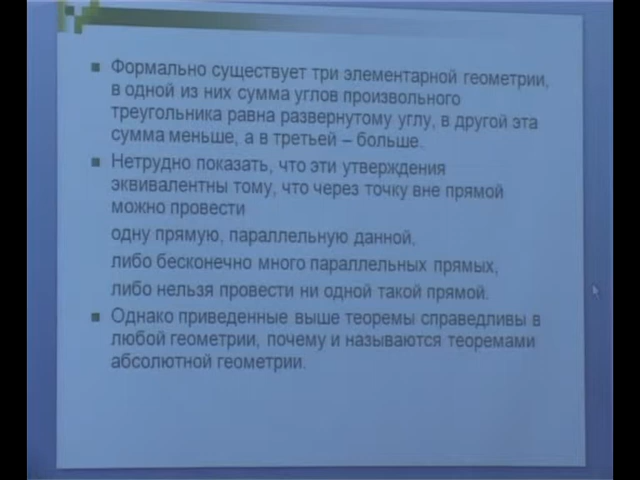 Формально существует три элементарной геометрии,
в одной из них сумма углов произвольного
треугольника равна развернутому углу, в другой эта
сумма меньше, а в третьей – больше.
Нетрудно показать, что эти утверждения
эквивалентны тому, что через точку вне прямой
можно провести
одну прямую, параллельную данной,
либо бесконечно много параллельных прямых,
либо нельзя провести ни одной такой прямой.
Однако приведенные выше теоремы справедливы в
любой геометрии, почему и называются теоремами
абсолютной геометрии.